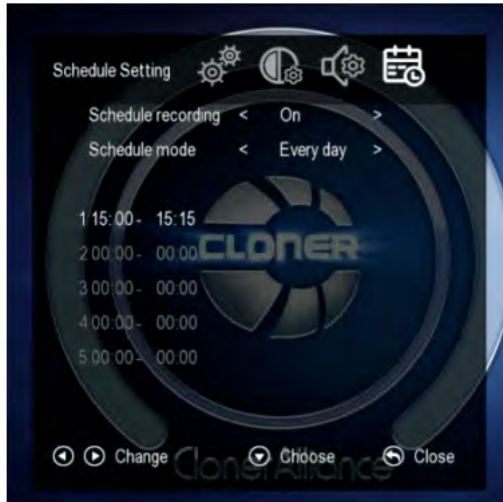 Schedule Setting
Schedule recording < On >
Schedule mode < Every day >
1 15:00 - 15:15
2 00:00 - 00:00
CLONER
3 00:00 - 00:00
4 00:00 - 00:00
5 00:00 - 00:00
Change Choose Close
ClonerAlliance